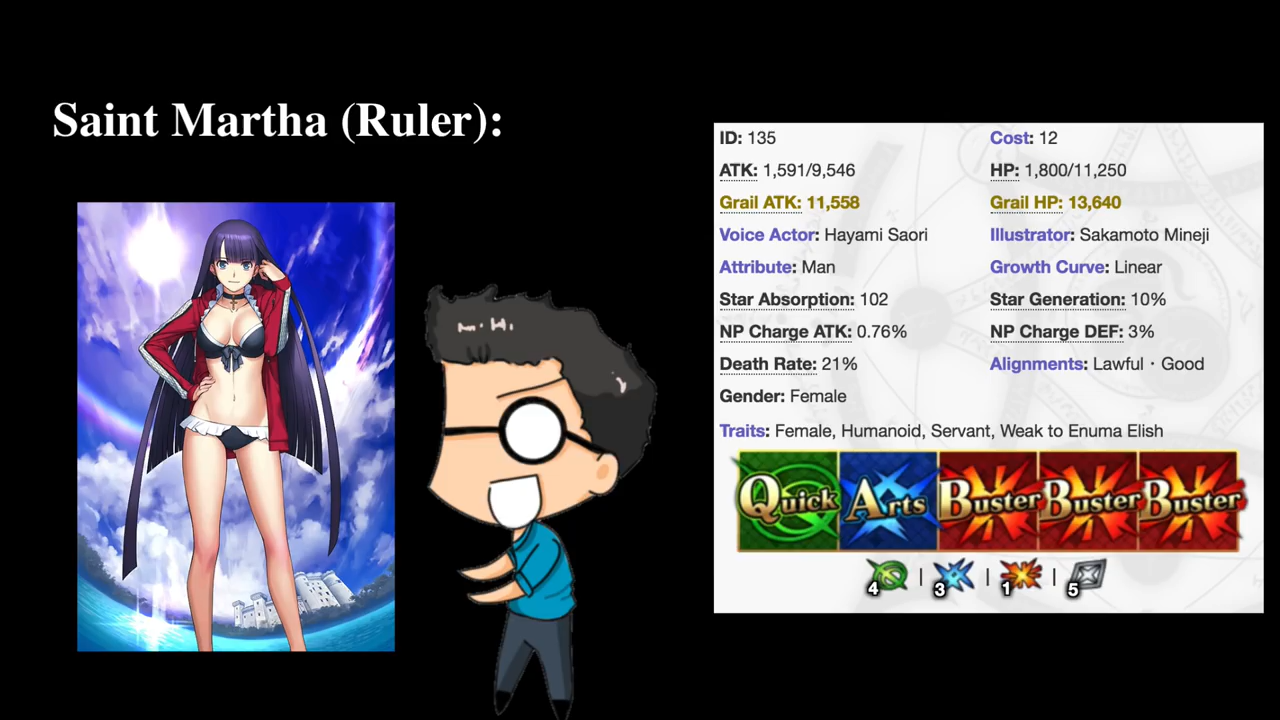 Saint Martha (Ruler):
ID: 135 Cost: 12
ATK: 1,591/9,546 HP: 1,800/11,250
Grail ATK: 11,558 Grail HP: 13,640
Voice Actor: Hayami Saori Illustrator: Sakamoto Mineji
Attribute: Man Growth Curve: Linear
Star Absorption: 102 Star Generation: 10%
NP Charge ATK: 0.76% NP Charge DEF: 3%
Death Rate: 21% Alignments: Lawful · Good
Gender: Female
Traits: Female, Humanoid, Servant, Weak to Enuma Elish
Quick Arts Buster Buster Buster
4 | 3 | 1 | 5